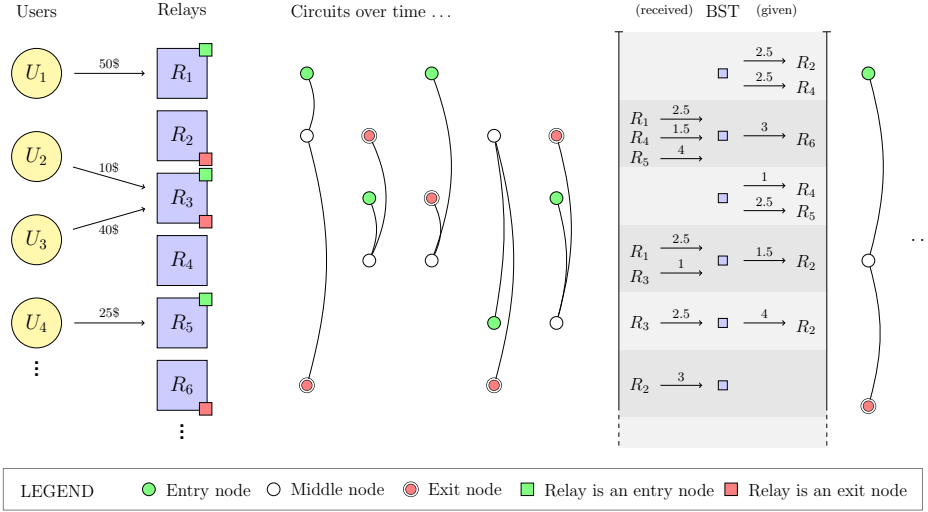 Users Relays Circuits over time . . . (received) BST (given)
U1 50$ R1
R2
U2 10$
R3
U3 40$
R4
U4 25$ R5
⋮ R6
⋮
2.5 R2
2.5 R4
R1 2.5
R4 1.5 3 R6
R5 4
1 R4
2.5 R5
R1 2.5 1.5 R2
R3 1
R3 2.5 4 R2
R2 3
. .
LEGEND Entry node Middle node Exit node Relay is an entry node Relay is an exit node